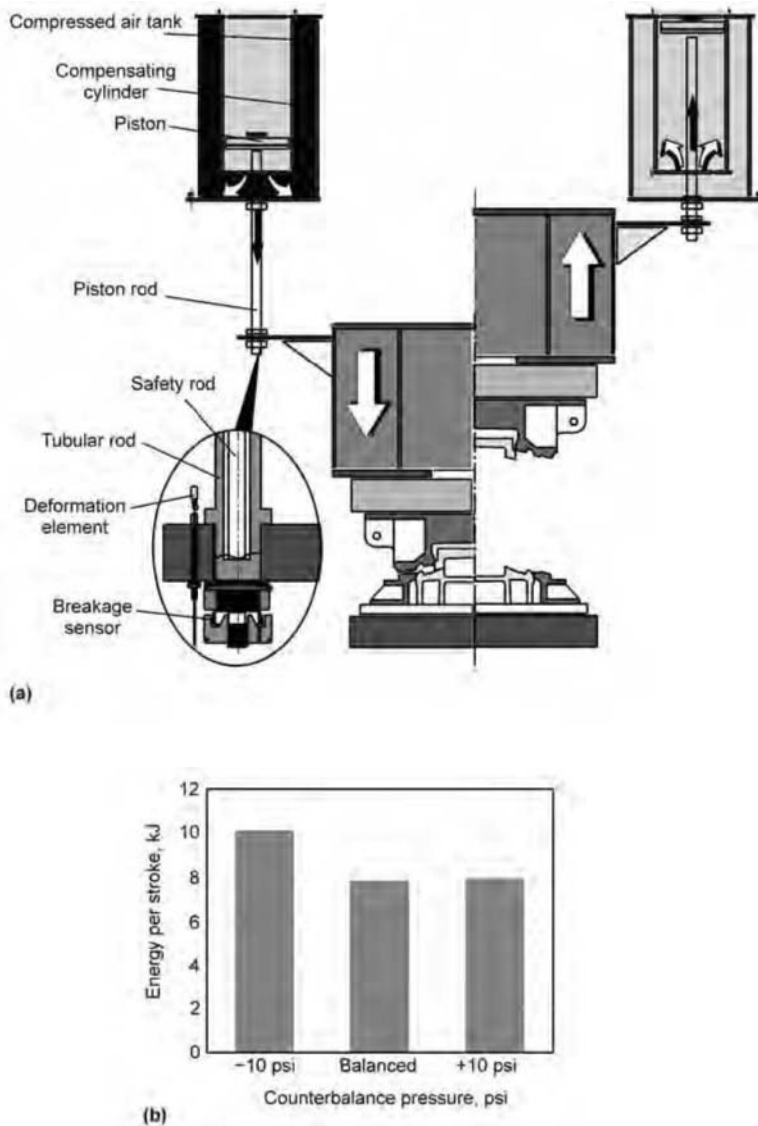 Compressed air tank
Compensating
cylinder
Piston
Piston rod
Safety rod
Tubular rod
Deformation
element
Breakage
sensor
(a)
12
10
8
6
4
2
0
Energy per stroke, kJ
−10 psi
Balanced
+10 psi
Counterbalance pressure, psi
(b)